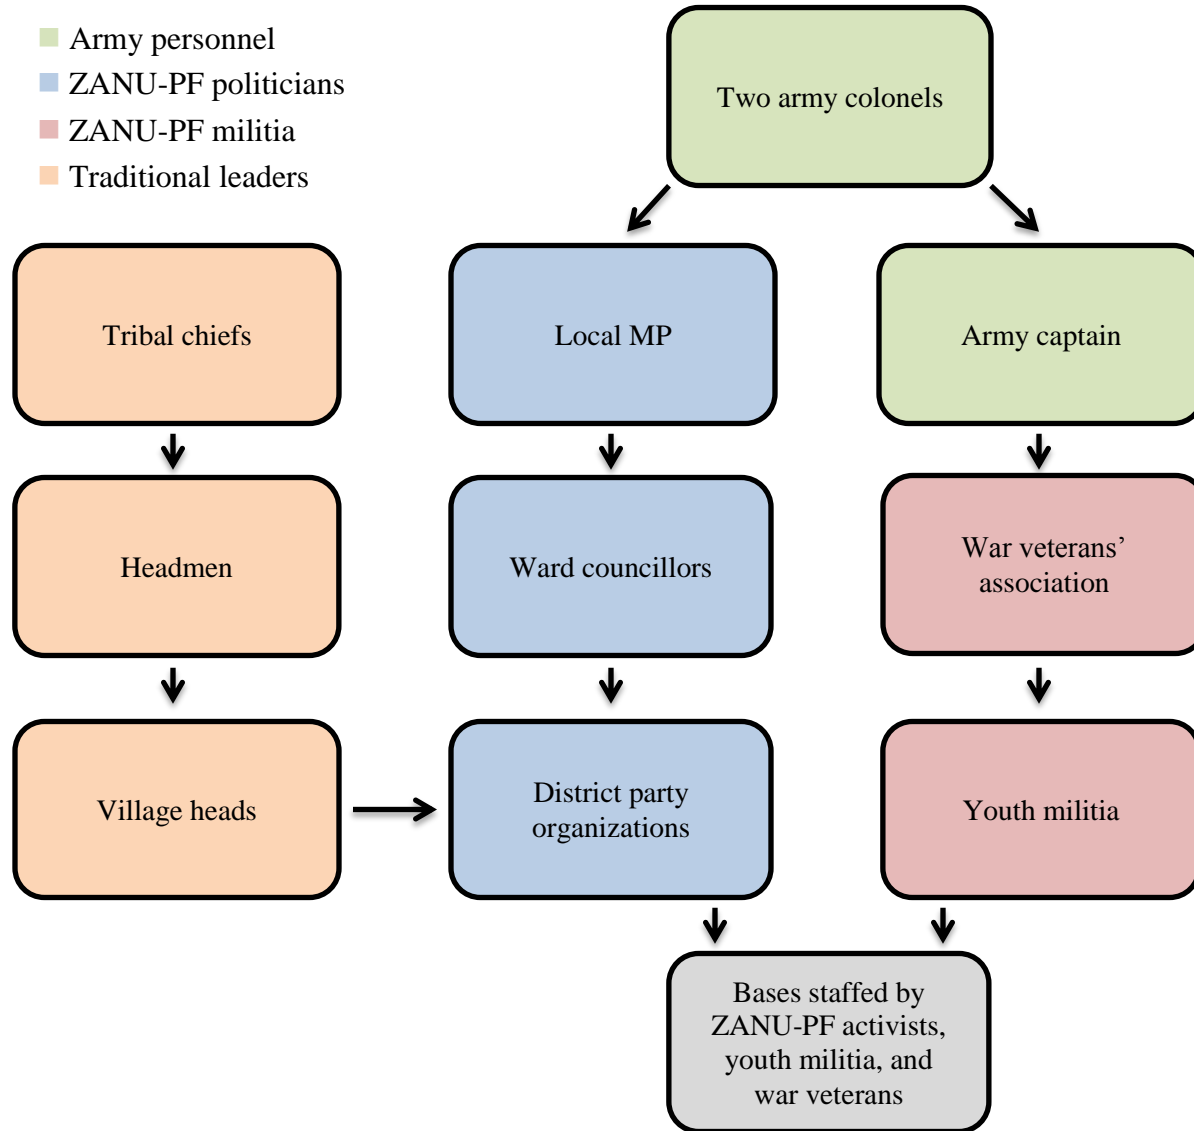 Army personnel
ZANU-PF politicians
ZANU-PF militia
Traditional leaders
Two army colonels
Tribal chiefs
Local MP
Army captain
Headmen
Ward councillors
War veterans’
association
Village heads
District party
organizations
Youth militia
Bases staffed by
ZANU-PF activists,
youth militia, and
war veterans